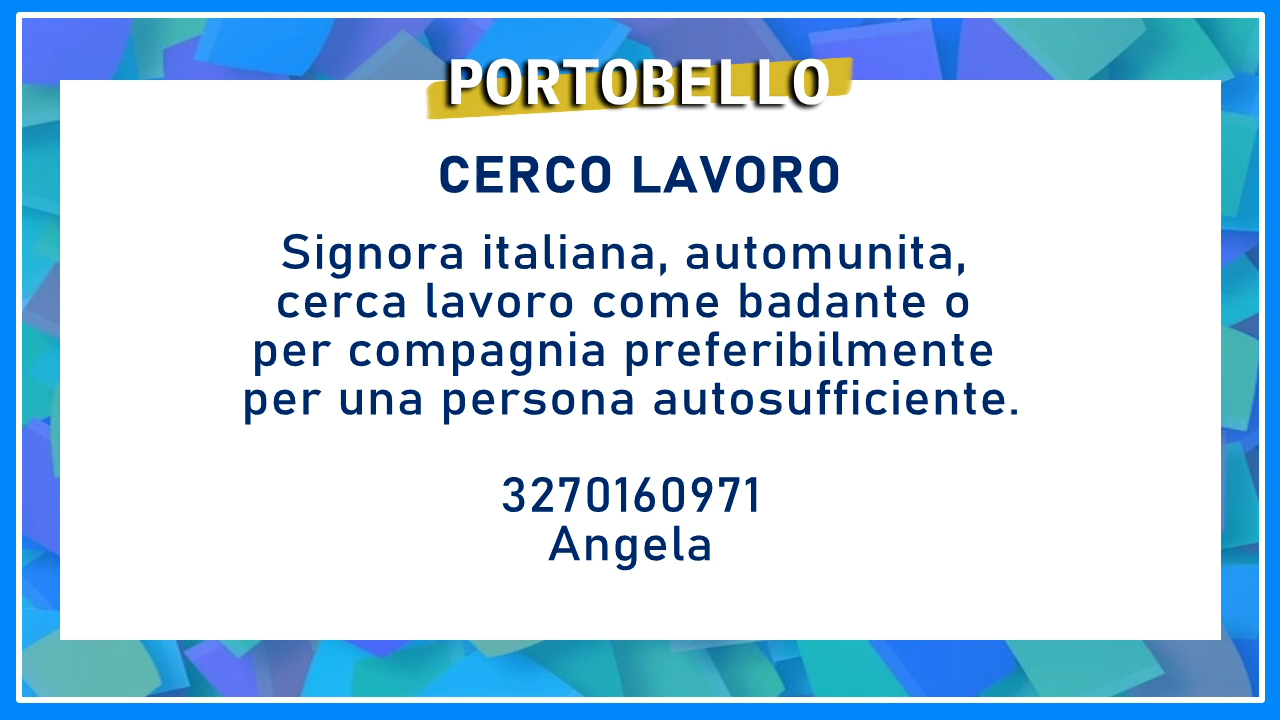 PORTOBELLO
CERCO LAVORO
Signora italiana, automunita,
cerca lavoro come badante o
per compagnia preferibilmente
per una persona autosufficiente.
3270160971
Angela